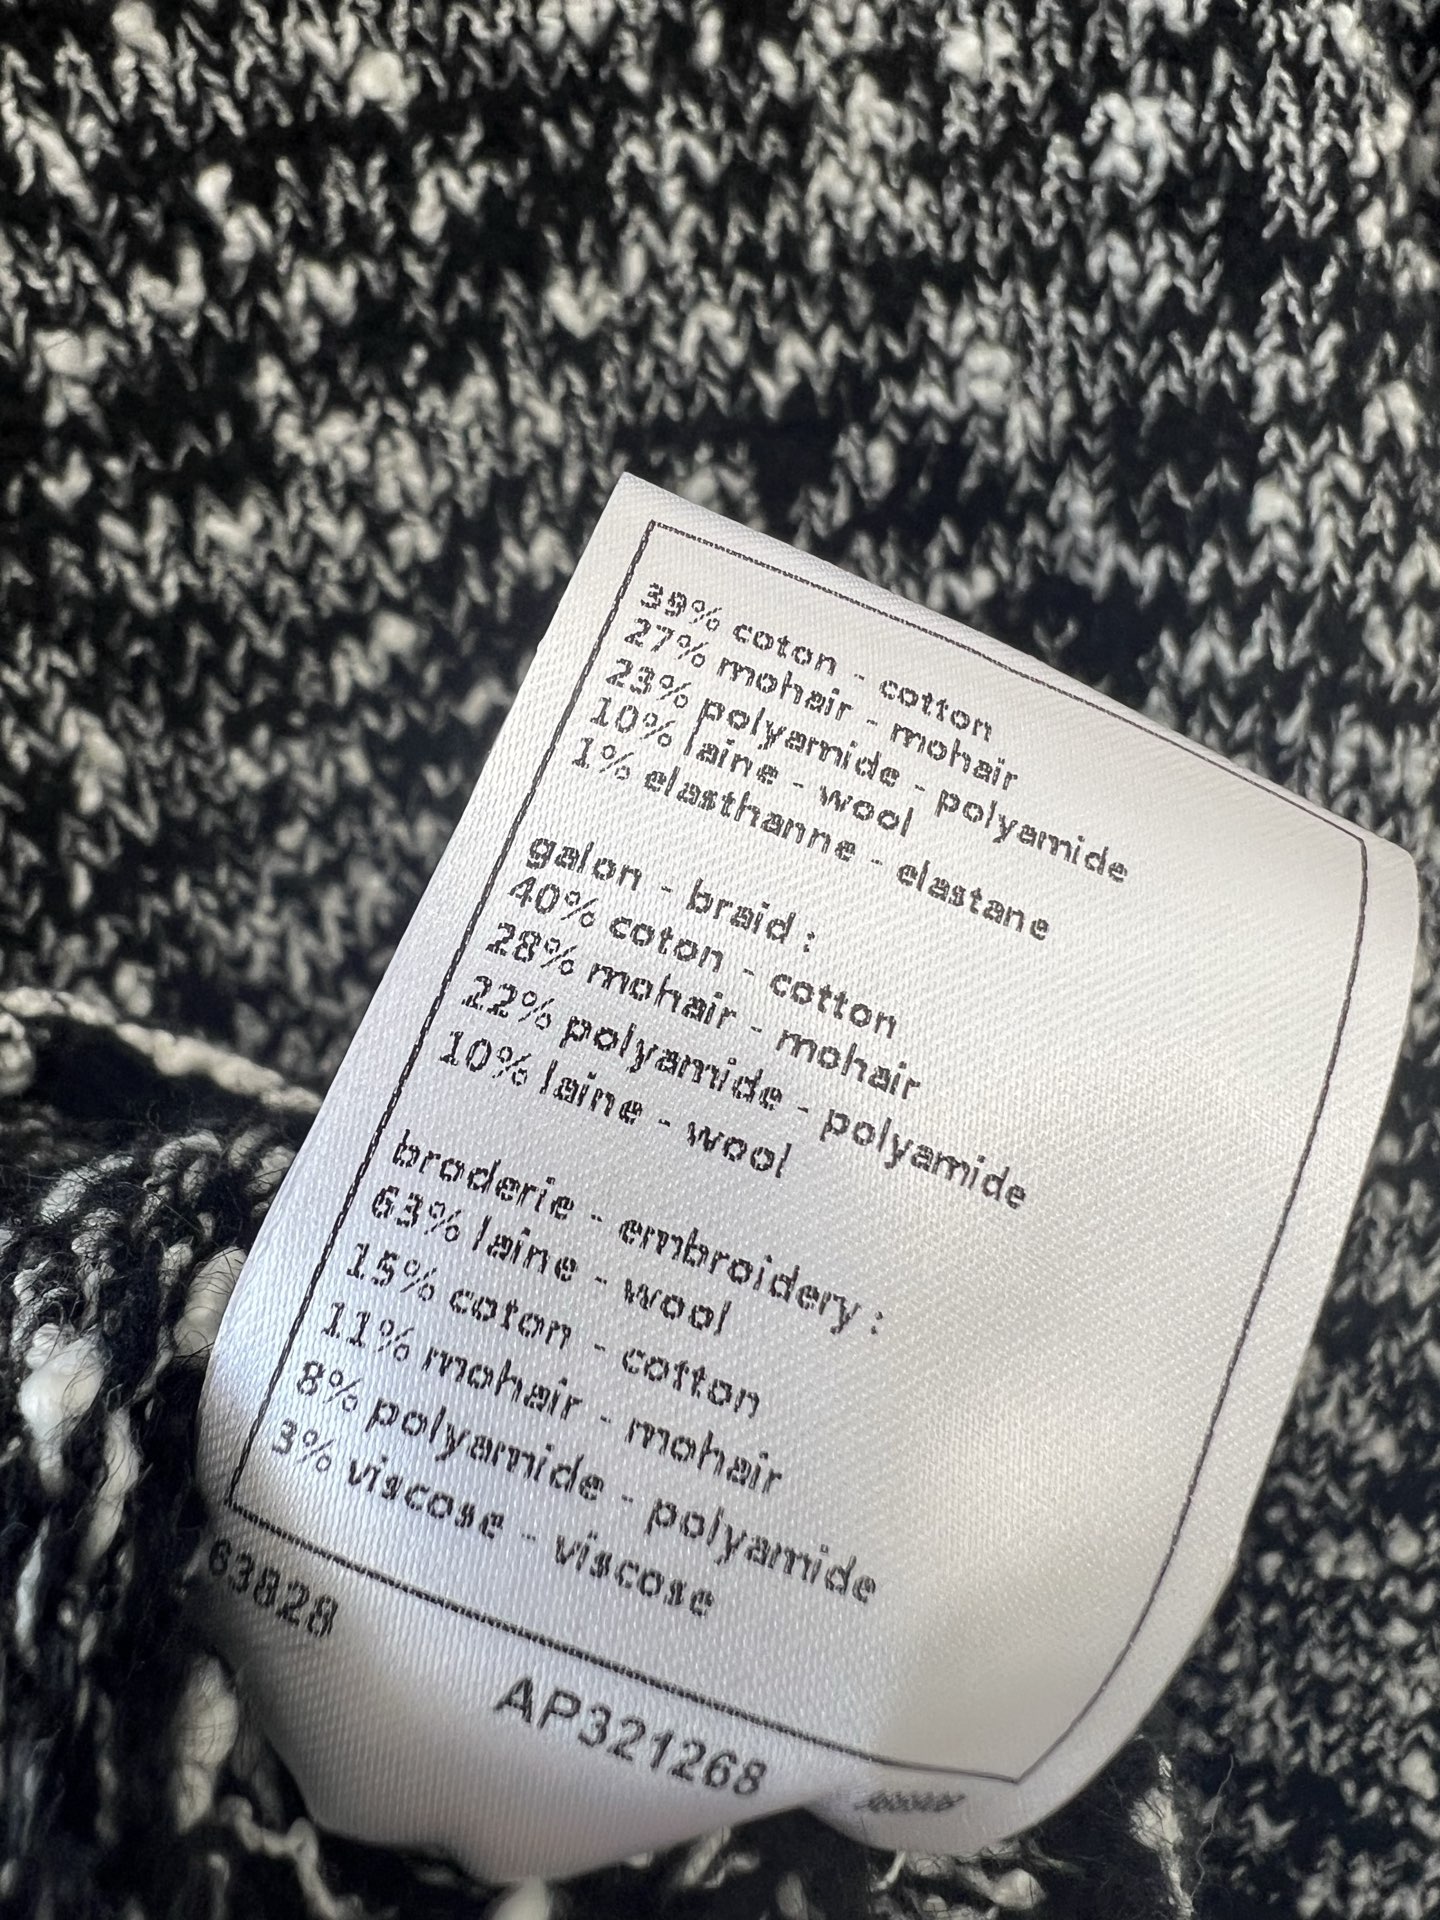 39% coton - cotton
27% mohair - mohair
23% polyamide - polyamide
10% laine - wool
1% elasthanne - elastane
galon - braid :
40% coton - cotton
28% mohair - mohair
22% polyamide - polyamide
10% laine - wool
broderie - embroidery :
63% laine - wool
15% coton - cotton
11% mohair - mohair
8% polyamide - polyamide
3% viscose - viscose
63828
AP321268